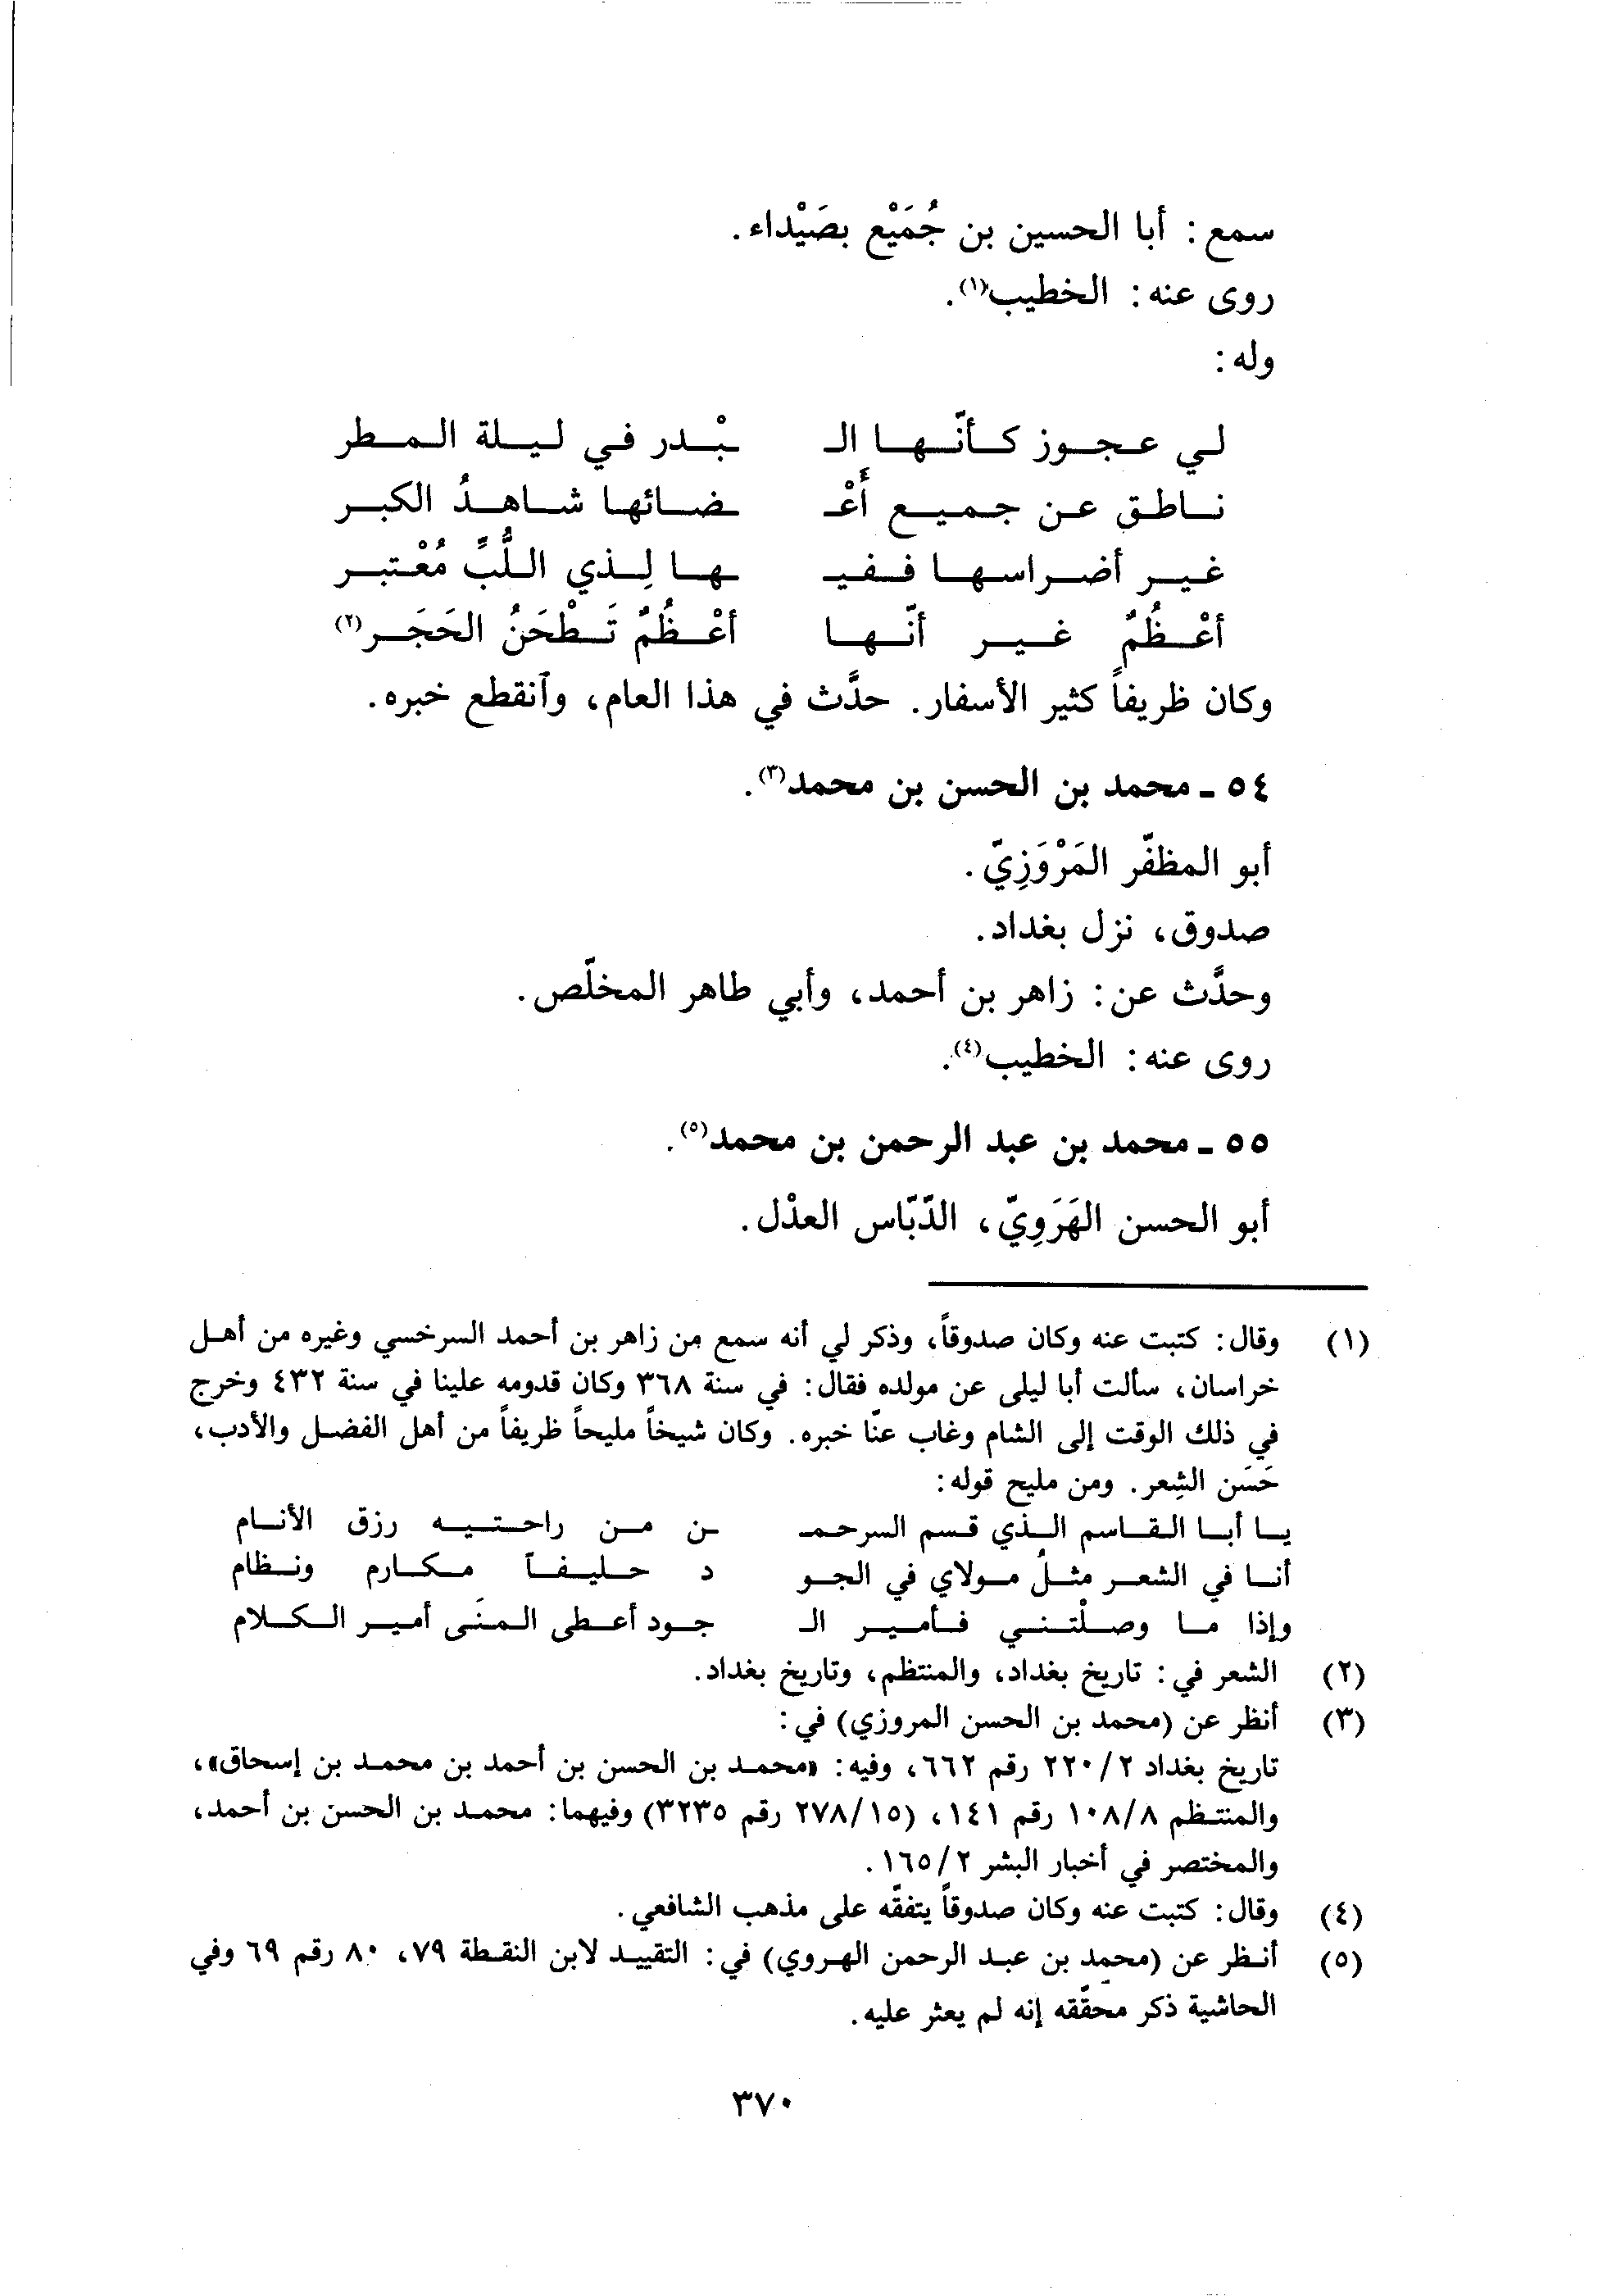 سمع: أبا الحسين بن جُمَيْع بصَيْداء.
روى عنه: الخطيب(١).
وله:
لي عجوز كأنّها الـ ـبْدر في ليلة المطر
ناطق عن جميع أَعْـ ـضائها شاهدُ الكبر
غير أضراسها ففيـ ـها لِذي اللُّبِّ مُعْتبر
أعْظُمٌ غير أنّها أعْظُمٌ تَطْحَنُ الحَجَر(٢)
وكان ظريفاً كثير الأسفار. حدَّث في هذا العام، وآنقطع خبره.
٥٤ - محمد بن الحسن بن محمد(٣).
أبو المظفّر المَرْوَزِيّ.
صدوق، نزل بغداد.
وحدَّث عن: زاهر بن أحمد، وأبي طاهر المخلّص.
روى عنه: الخطيب(٤).
٥٥ - محمد بن عبد الرحمن بن محمد(٥).
أبو الحسن الهَرَوِيّ، الدّبّاس العدْل.
(١) وقال: كتبت عنه وكان صدوقاً، وذكر لي أنه سمع من زاهر بن أحمد السرخسي وغيره من أهل
خراسان، سألت أبا ليلى عن مولده فقال: في سنة ٣٦٨ وكان قدومه علينا في سنة ٤٣٢ وخرج
في ذلك الوقت إلى الشام وغاب عنّا خبره. وكان شيخاً مليحاً ظريفاً من أهل الفضل والأدب،
حَسَن الشِعر. ومن مليح قوله:
يا أبا القاسم الذي قسم الرحمـ ـن من راحتيه رزق الأنام
أنا في الشعر مثلُ مولاي في الجو د حليفاً مكارم ونظام
وإذا ما وصلْتني فأمير الـ جود أعطى المنَى أمير الكلام
(٢) الشعر في: تاريخ بغداد، والمنتظم، وتاريخ بغداد.
(٣) أنظر عن (محمد بن الحسن المروزي) في:
تاريخ بغداد ٢/ ٢٢٠ رقم ٦٦٢، وفيه: «محمد بن الحسن بن أحمد بن محمد بن إسحاق»،
والمنتظم ٨/ ١٠٨ رقم ١٤١، (١٥/ ٢٧٨ رقم ٣٢٣٥) وفيهما: محمد بن الحسن بن أحمد،
والمختصر في أخبار البشر ٢/ ١٦٥.
(٤) وقال: كتبت عنه وكان صدوقاً يتفقّه على مذهب الشافعي.
(٥) أنظر عن (محمد بن عبد الرحمن الهروي) في: التقييد لابن النقطة ٧٩، ٨٠ رقم ٦٩ وفي
الحاشية ذكر محقّقه إنه لم يعثر عليه.
٣٧٠